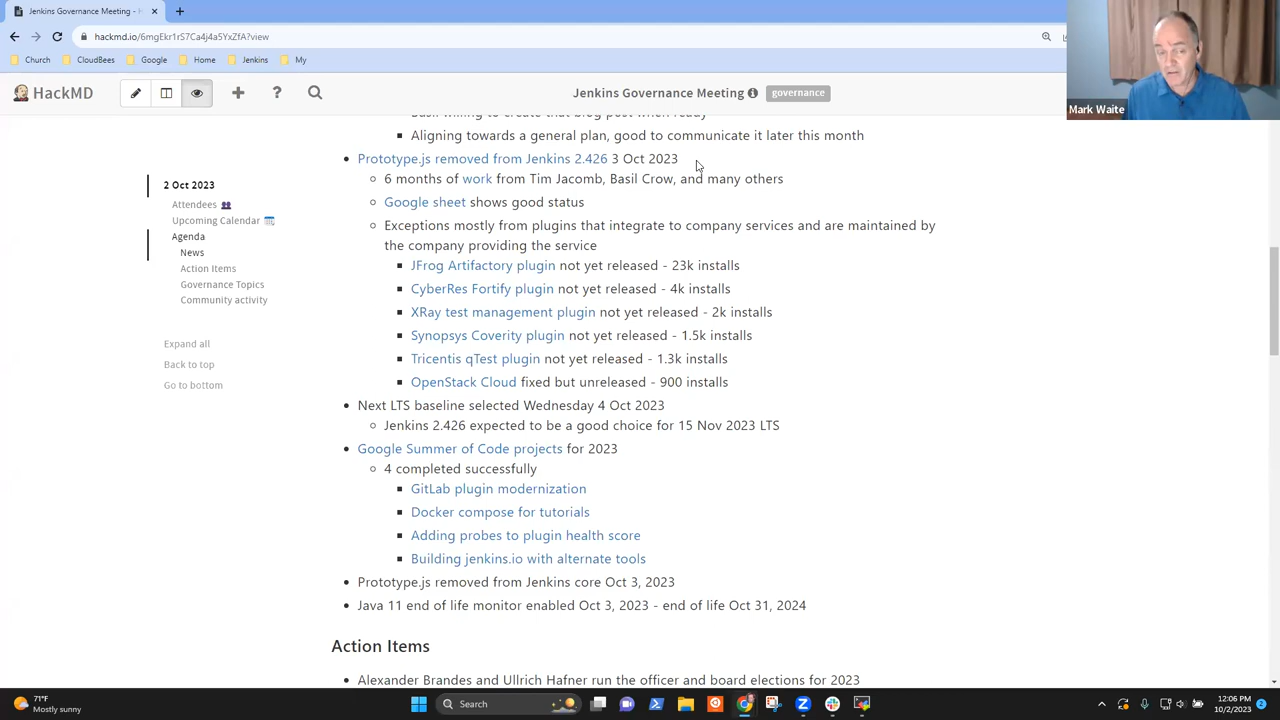 Jenkins Governance Meeting - H
hackmd.io/6mgEkr1rS7Ca4j4a5YxZfA?view
Church
CloudBees
Google
Home
Jenkins
My
HackMD
Jenkins Governance Meeting
governance
Mark Waite
Basil willing to create that blog post when ready
Aligning towards a general plan, good to communicate it later this month
Prototype.js removed from Jenkins 2.426 3 Oct 2023
6 months of work from Tim Jacomb, Basil Crow, and many others
Google sheet shows good status
Exceptions mostly from plugins that integrate to company services and are maintained by
the company providing the service
JFrog Artifactory plugin not yet released - 23k installs
CyberRes Fortify plugin not yet released - 4k installs
XRay test management plugin not yet released - 2k installs
Synopsys Coverity plugin not yet released - 1.5k installs
Tricentis qTest plugin not yet released - 1.3k installs
OpenStack Cloud fixed but unreleased - 900 installs
Next LTS baseline selected Wednesday 4 Oct 2023
Jenkins 2.426 expected to be a good choice for 15 Nov 2023 LTS
Google Summer of Code projects for 2023
4 completed successfully
GitLab plugin modernization
Docker compose for tutorials
Adding probes to plugin health score
Building jenkins.io with alternate tools
Prototype.js removed from Jenkins core Oct 3, 2023
Java 11 end of life monitor enabled Oct 3, 2023 - end of life Oct 31, 2024
Action Items
Alexander Brandes and Ullrich Hafner run the officer and board elections for 2023
2 Oct 2023
Attendees
Upcoming Calendar
Agenda
News
Action Items
Governance Topics
Community activity
Expand all
Back to top
Go to bottom
71°F
Mostly sunny
Search
12:06 PM
10/2/2023